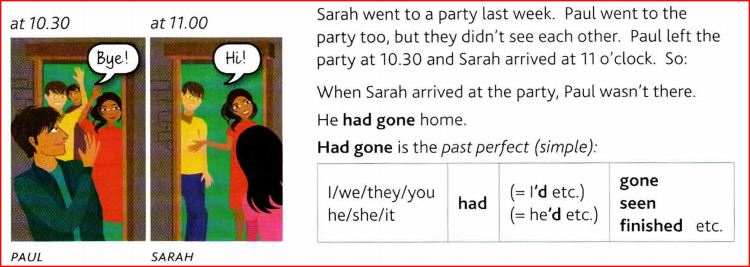 at 10.30
at 11.00
Bye!
Hi!
PAUL
SARAH
Sarah went to a party last week. Paul went to the
party too, but they didn't see each other. Paul left the
party at 10.30 and Sarah arrived at 11 o'clock. So:
When Sarah arrived at the party, Paul wasn't there.
He had gone home.
Had gone is the past perfect (simple):
I/we/they/you
he/she/it
had
(= I'd etc.)
(= he'd etc.)
gone
seen
finished etc.